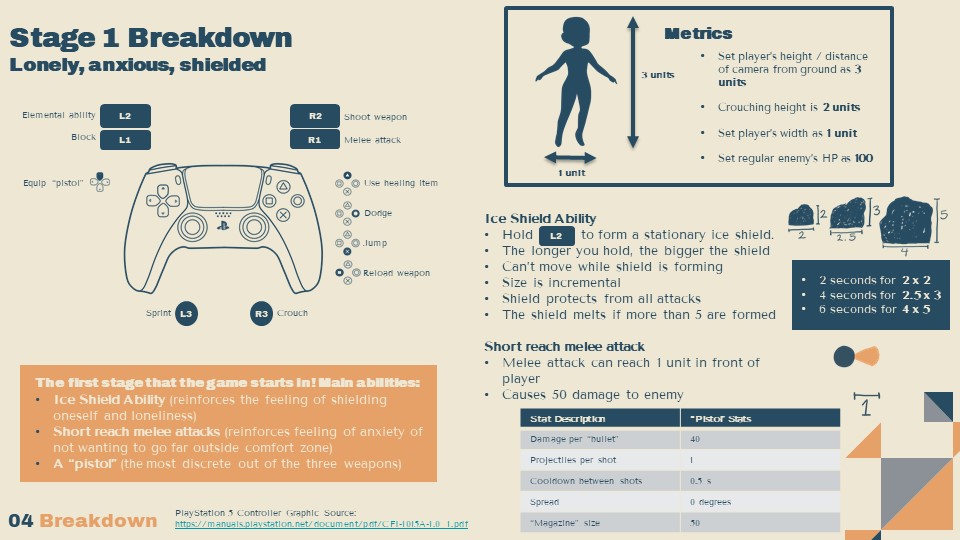 Stage 1 Breakdown
Lonely, anxious, shielded
Elemental ability L2
Block L1
R2 Shoot weapon
R1 Melee attack
Equip "pistol"
Use healing item
Dodge
Jump
Reload weapon
Sprint L3
R3 Crouch
The first stage that the game starts in! Main abilities:
• Ice Shield Ability (reinforces the feeling of shielding
oneself and loneliness)
• Short reach melee attacks (reinforces feeling of anxiety of
not wanting to go far outside comfort zone)
• A "pistol" (the most discrete out of the three weapons)
04 Breakdown
PlayStation 5 Controller Graphic Source:
https://manuals.playstation.net/document/pdf/CFI-1015A-1.0_1.pdf
3 units
1 unit
Metrics
• Set player's height / distance
of camera from ground as 3
units
• Crouching height is 2 units
• Set player's width as 1 unit
• Set regular enemy's HP as 100
Ice Shield Ability
• Hold L2 to form a stationary ice shield.
• The longer you hold, the bigger the shield
• Can't move while shield is forming
• Size is incremental
• Shield protects from all attacks
• The shield melts if more than 5 are formed
2
2
3
2.5
5
4
• 2 seconds for 2 x 2
• 4 seconds for 2.5 x 3
• 6 seconds for 4 x 5
Short reach melee attack
• Melee attack can reach 1 unit in front of
player
• Causes 50 damage to enemy
1
Stat Description "Pistol" Stats
Damage per "bullet" 40
Projectiles per shot 1
Cooldown between shots 0.5 s
Spread 0 degrees
"Magazine" size 50